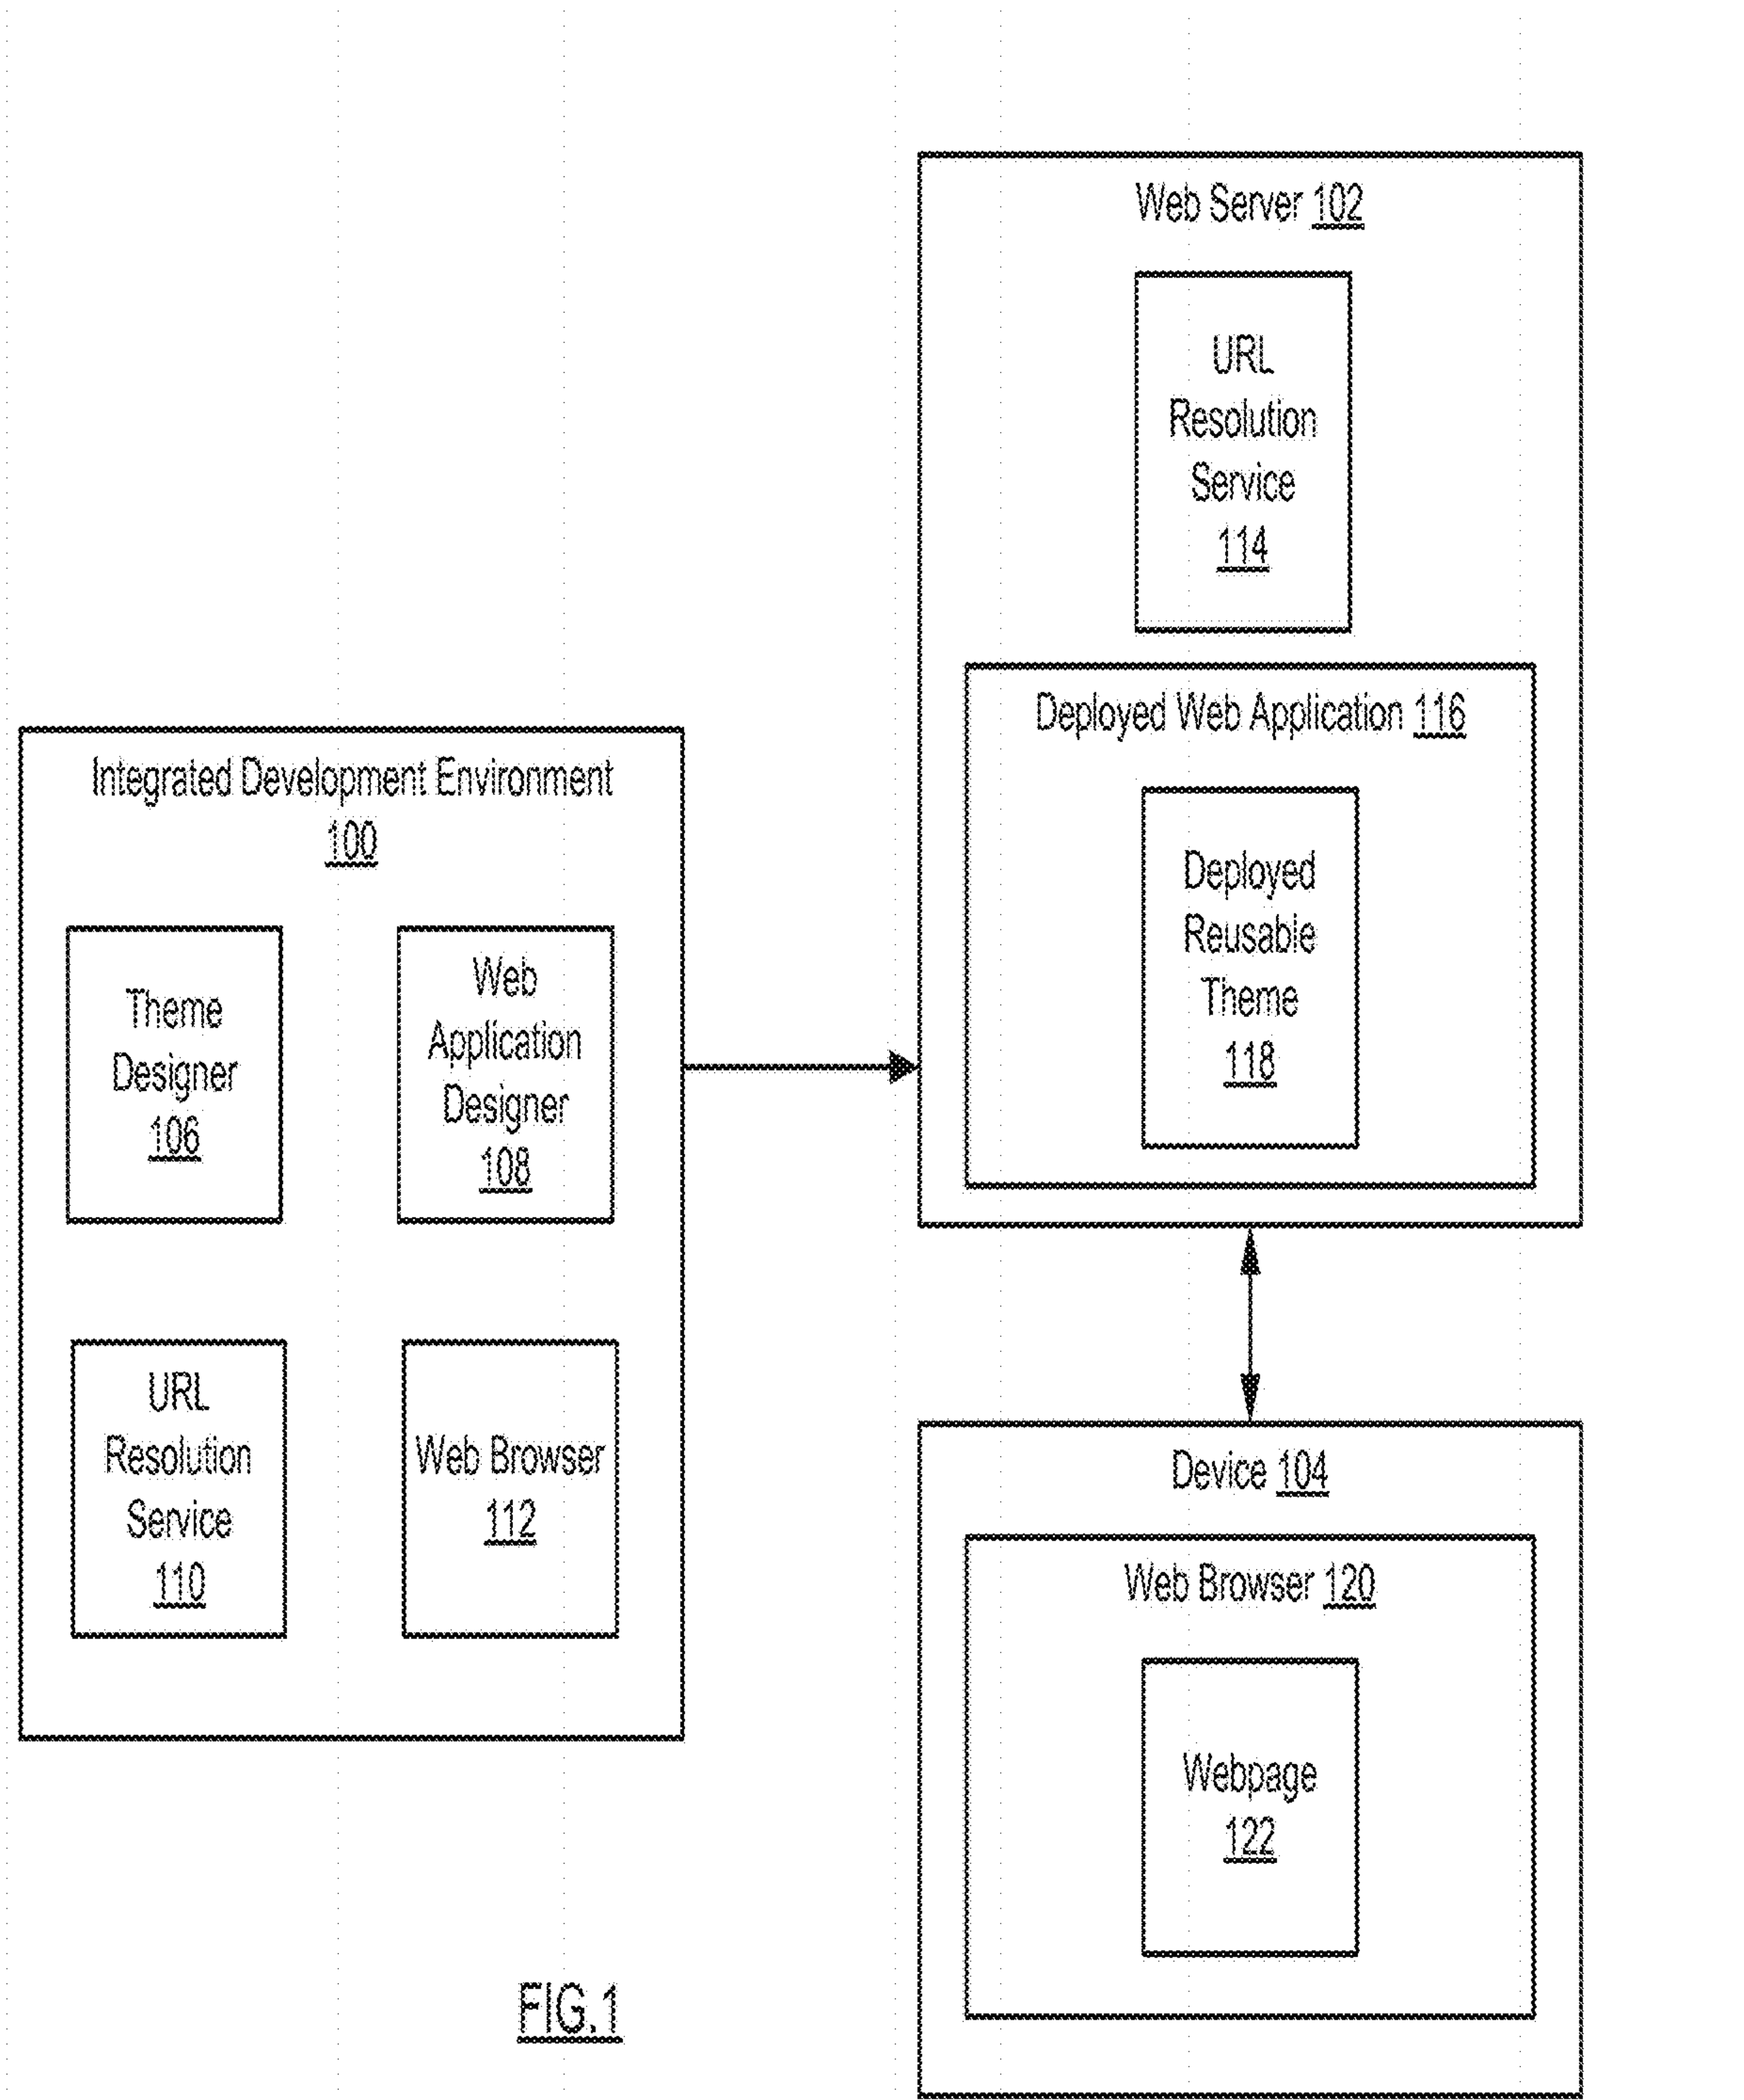 Web Server 102
URL
Resolution
Service
114
Deployed Web Application 116
Deployed
Reusable
Theme
118
Integrated Development Environment
100
Theme
Designer
106
Web
Application
Designer
108
URL
Resolution
Service
110
Web Browser
112
Device 104
Web Browser 120
Webpage
122
FIG.1